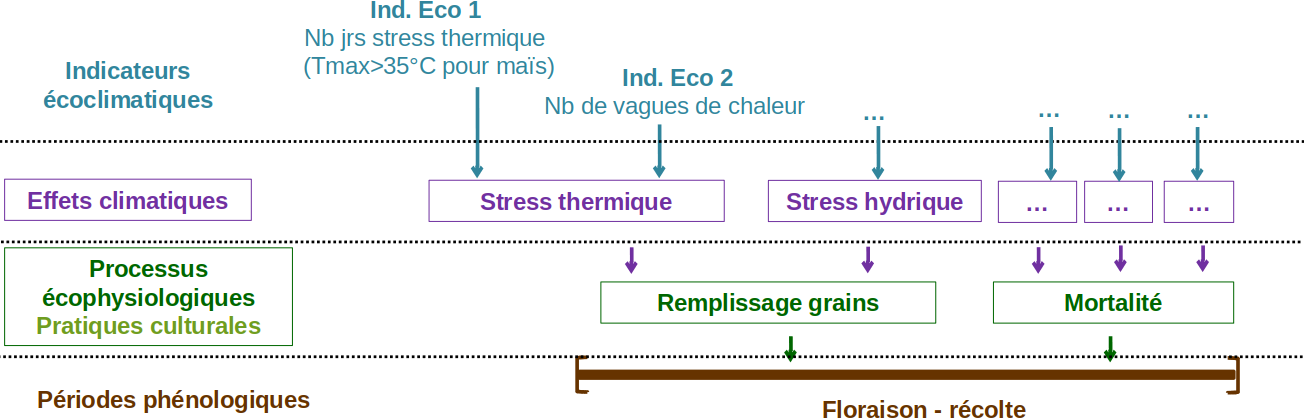 Ind. Eco 1
Nb jrs stress thermique
(Tmax>35°C pour maïs)
Indicateurs
écoclimatiques
Ind. Eco 2
Nb de vagues de chaleur
...
...
...
...
Effets climatiques
Stress thermique
Stress hydrique
...
...
...
Processus
écophysiologiques
Pratiques culturales
Remplissage grains
Mortalité
Périodes phénologiques
Floraison - récolte